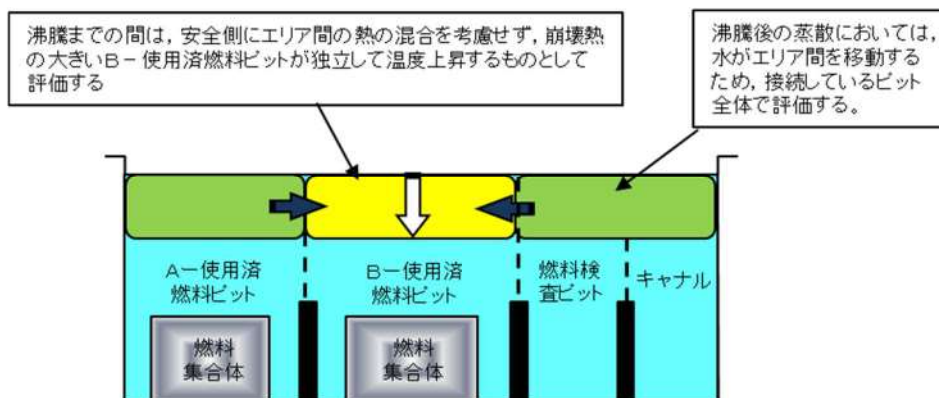 沸騰までの間は，安全側にエリア間の熱の混合を考慮せず，崩壊熱
の大きいB－使用済燃料ピットが独立して温度上昇するものとして
評価する
沸騰後の蒸散においては，
水がエリア間を移動する
ため，接続しているピット
全体で評価する。
A－使用済
燃料ピット
B－使用済
燃料ピット
燃料検
査ピット
キャナル
燃料
集合体
燃料
集合体